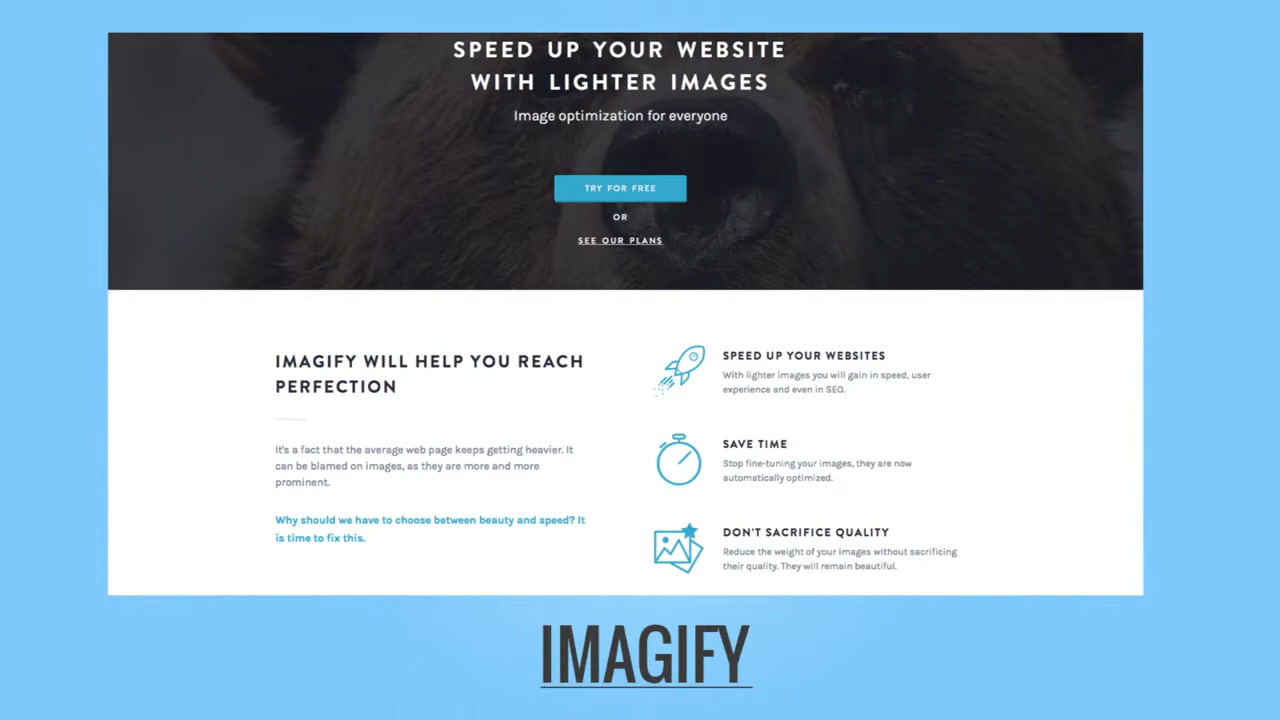 SPEED UP YOUR WEBSITE
WITH LIGHTER IMAGES
Image optimization for everyone
TRY FOR FREE
OR
SEE OUR PLANS
IMAGIFY WILL HELP YOU REACH
PERFECTION
It's a fact that the average web page keeps getting heavier. It
can be blamed on images, as they are more and more
prominent.
Why should we have to choose between beauty and speed? It
is time to fix this.
SPEED UP YOUR WEBSITES
With lighter images you will gain in speed, user
experience and even in SEO.
SAVE TIME
Stop fine-tuning your images, they are now
automatically optimized.
DON'T SACRIFICE QUALITY
Reduce the weight of your images without sacrificing
their quality. They will remain beautiful.
IMAGIFY